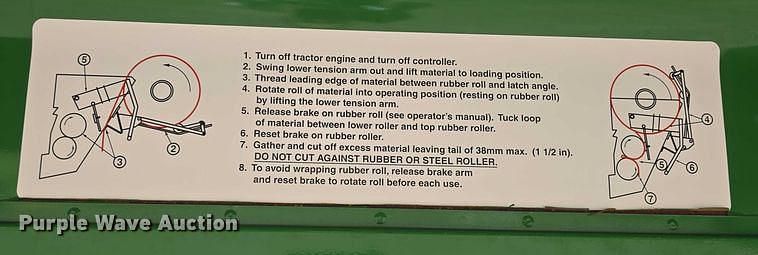 1. Turn off tractor engine and turn off controller.
2. Swing lower tension arm out and lift material to loading position.
3. Thread leading edge of material between rubber roll and latch angle.
4. Rotate roll of material into operating position (resting on rubber roll)
by lifting the lower tension arm.
5. Release brake on rubber roll (see operator's manual). Tuck loop
of material between lower roller and top rubber roller.
6. Reset brake on rubber roller.
7. Gather and cut off excess material leaving tail of 38mm max. (1 1/2 in).
DO NOT CUT AGAINST RUBBER OR STEEL ROLLER.
8. To avoid wrapping rubber roll, release brake arm
and reset brake to rotate roll before each use.
5
2
3
4
5
6
7
Purple Wave Auction